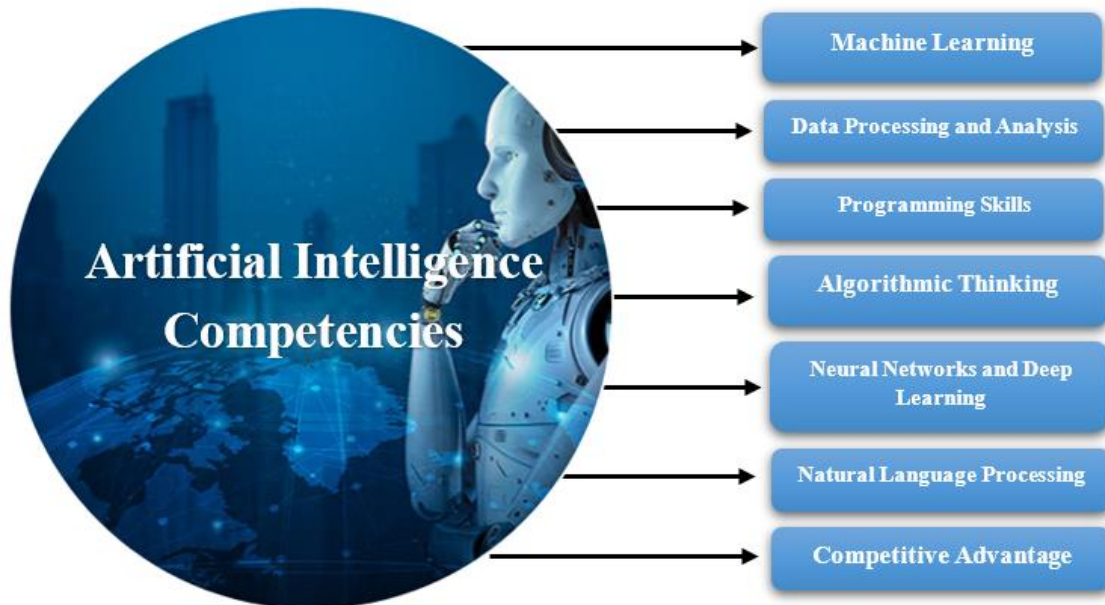 Artificial Intelligence
Competencies
Machine Learning
Data Processing and Analysis
Programming Skills
Algorithmic Thinking
Neural Networks and Deep
Learning
Natural Language Processing
Competitive Advantage